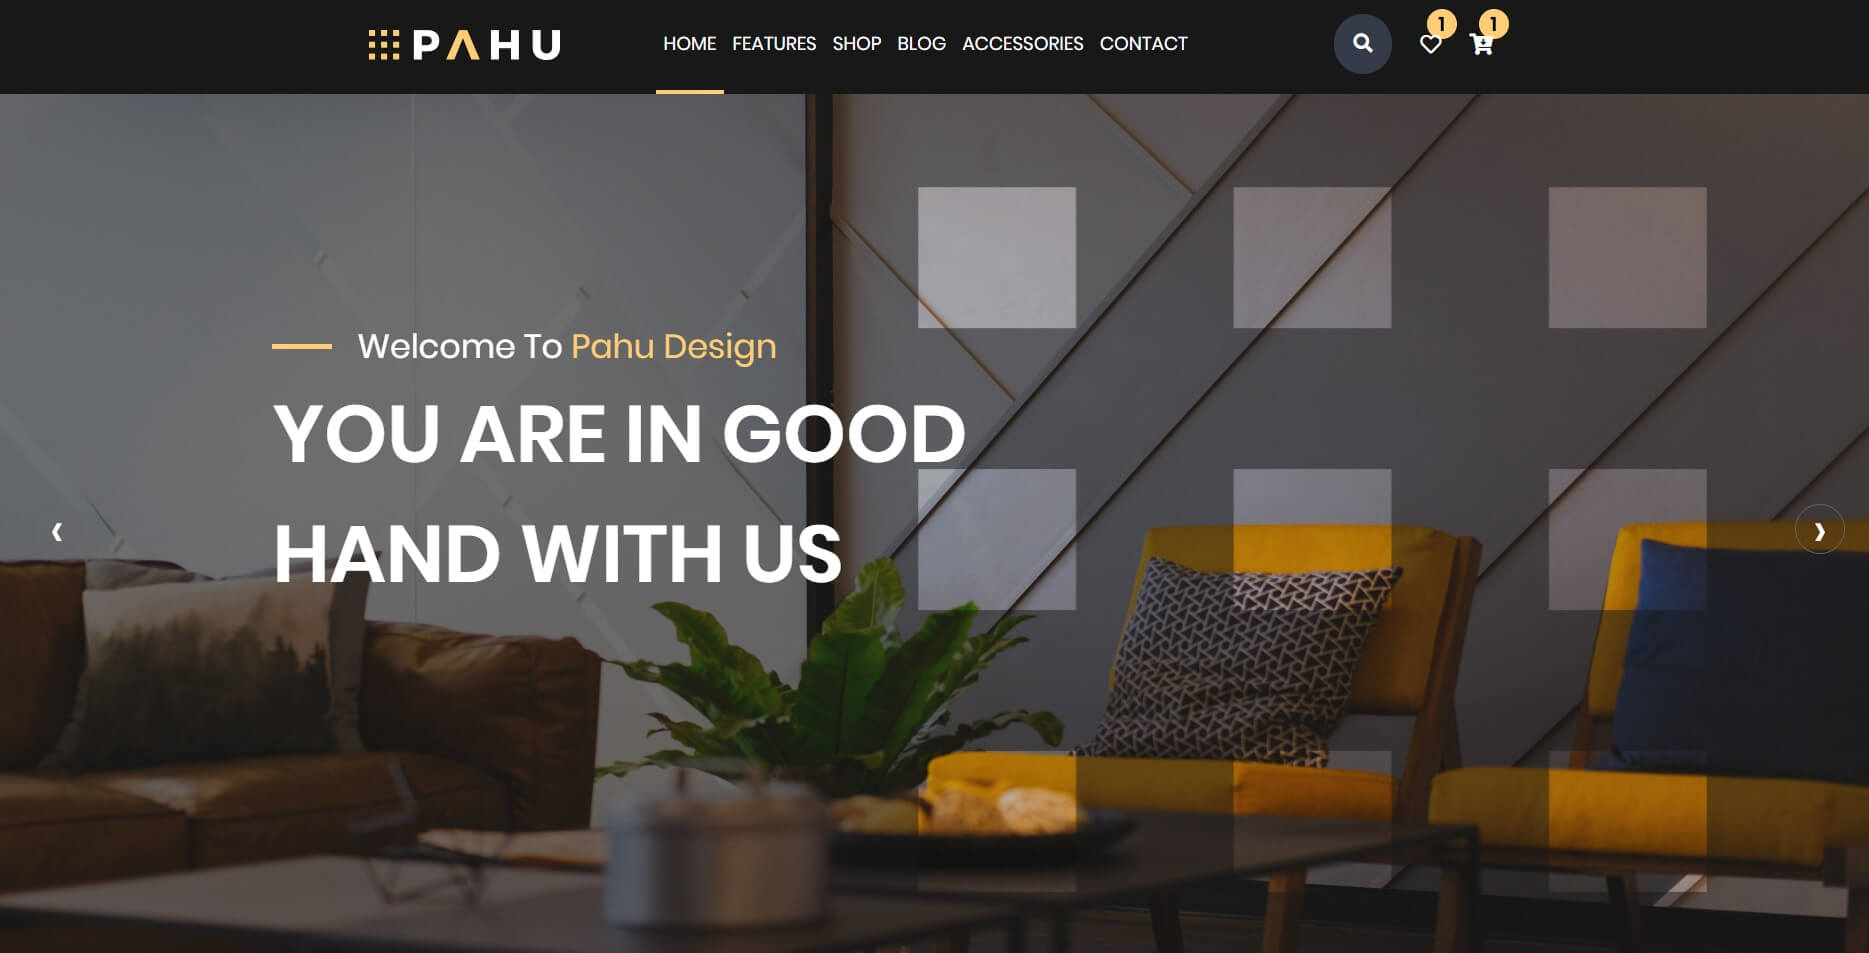 PAHU
HOME FEATURES SHOP BLOG ACCESSORIES CONTACT
1 1
Welcome To Pahu Design
YOU ARE IN GOOD
HAND WITH US